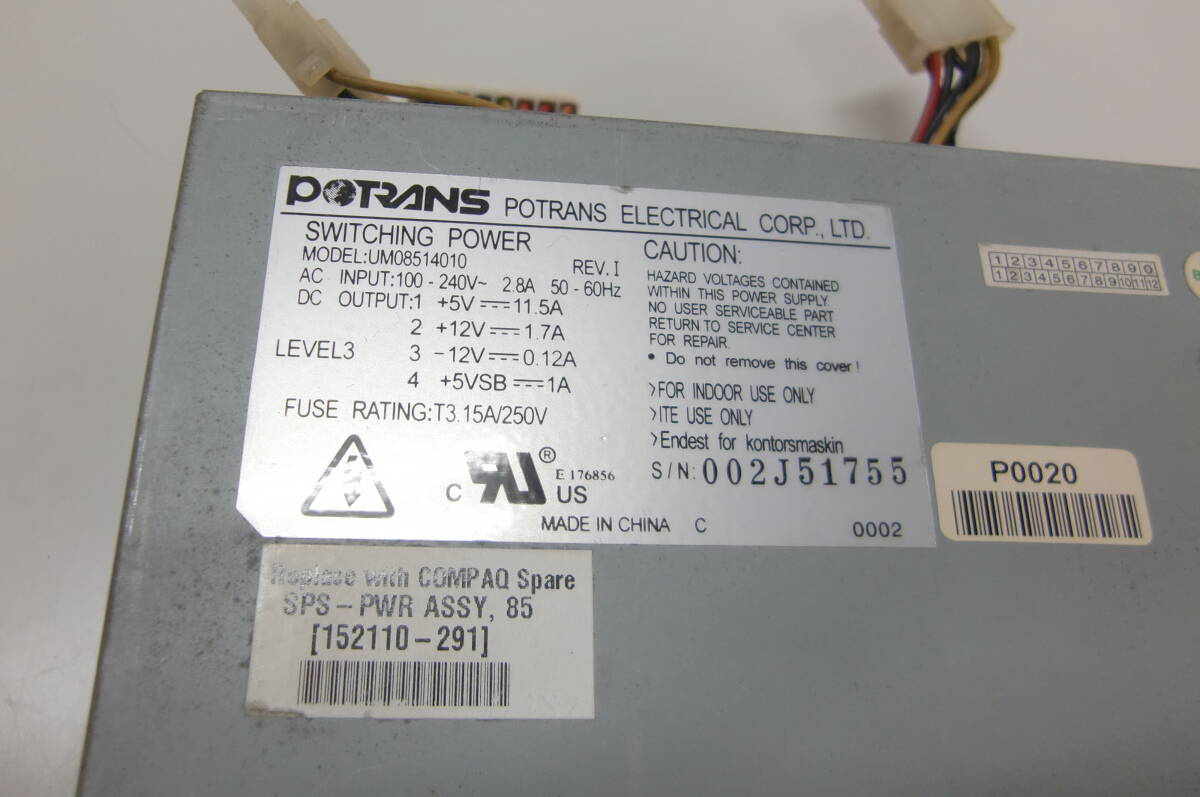 POTRANS POTRANS ELECTRICAL CORP., LTD.
SWITCHING POWER
MODEL:UM08514010 REV.I
AC INPUT:100-240V~ 2.8A 50-60Hz
DC OUTPUT:1 +5V⎓11.5A
2 +12V⎓1.7A
LEVEL3 3 -12V⎓0.12A
4 +5VSB⎓1A
FUSE RATING:T3.15A/250V
CAUTION:
HAZARD VOLTAGES CONTAINED
WITHIN THIS POWER SUPPLY.
NO USER SERVICEABLE PART
RETURN TO SERVICE CENTER
FOR REPAIR.
• Do not remove this cover!
>FOR INDOOR USE ONLY
>ITE USE ONLY
>Endest for kontorsmaskin
S/N:002J51755
C RU ® US
E176856
MADE IN CHINA C 0002
1 2 3 4 5 6 7 8 9 0
1 2 3 4 5 6 7 8 9 10 11 12
P0020
Replace with COMPAQ Spare
SPS-PWR ASSY, 85
[152110-291]